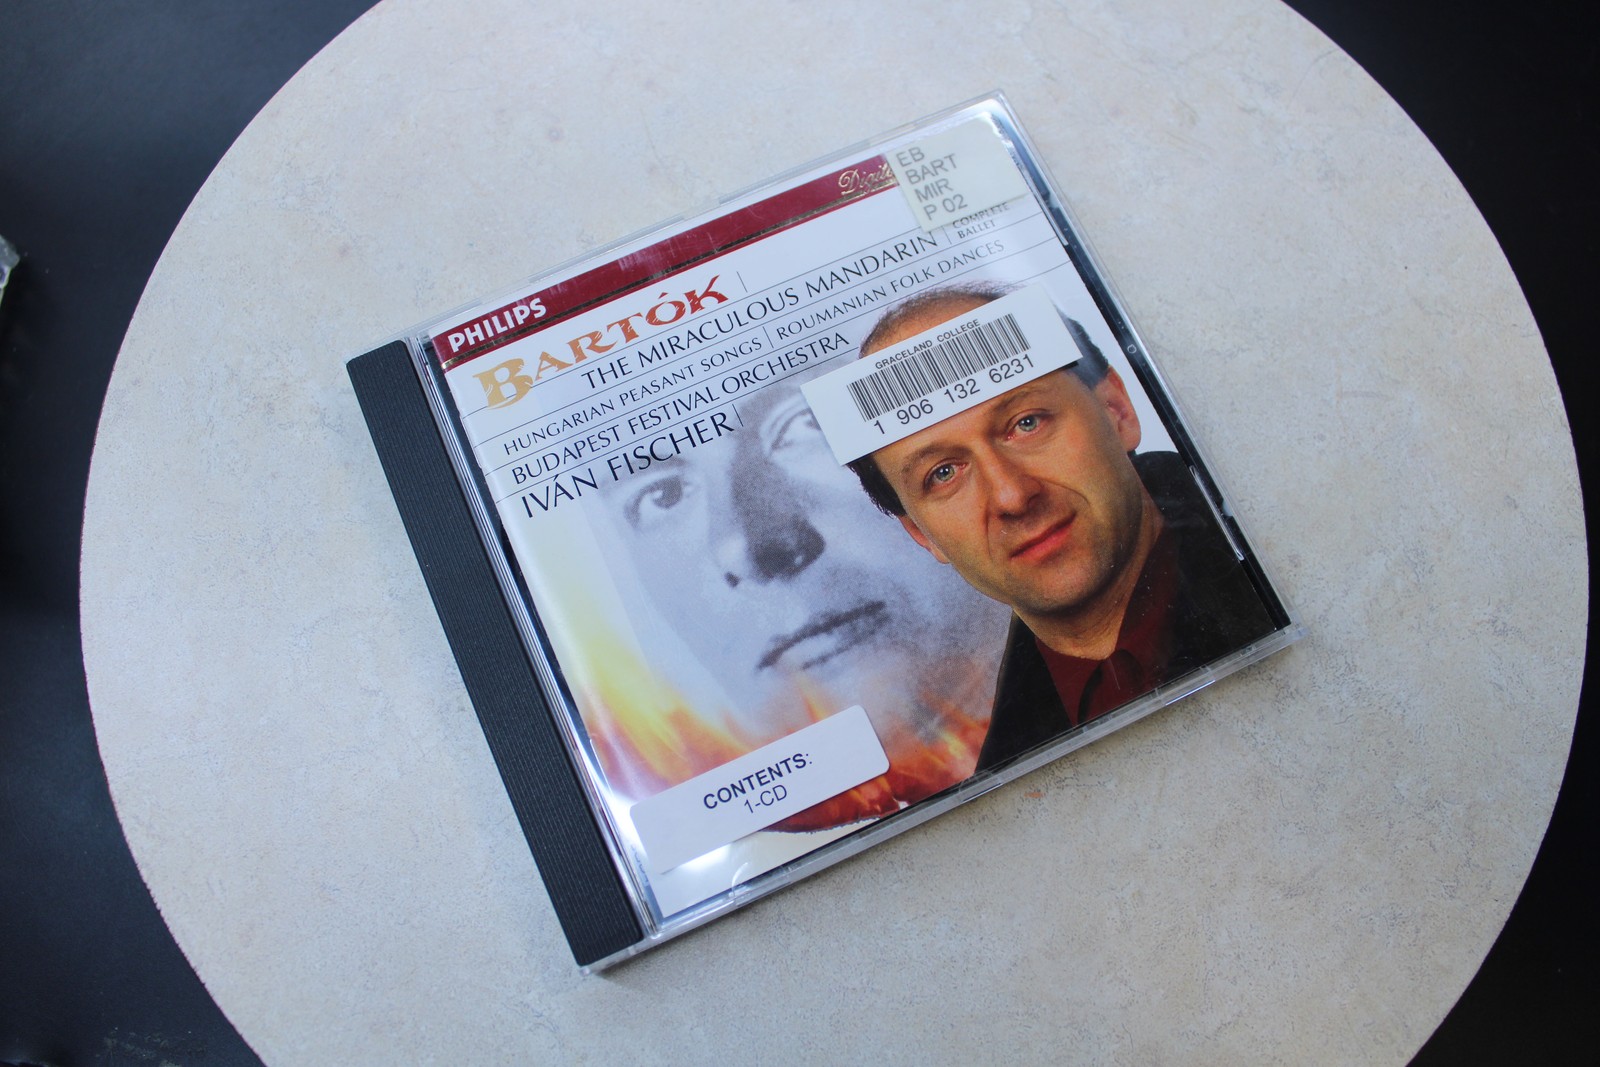 PHILIPS
Digital
EB
BART
MIR
P 02
BARTÓK
THE MIRACULOUS MANDARIN | COMPLETE BALLET
HUNGARIAN PEASANT SONGS | ROUMANIAN FOLK DANCES
BUDAPEST FESTIVAL ORCHESTRA
IVÁN FISCHER
GRACELAND COLLEGE
1 906 132 6231
CONTENTS:
1-CD